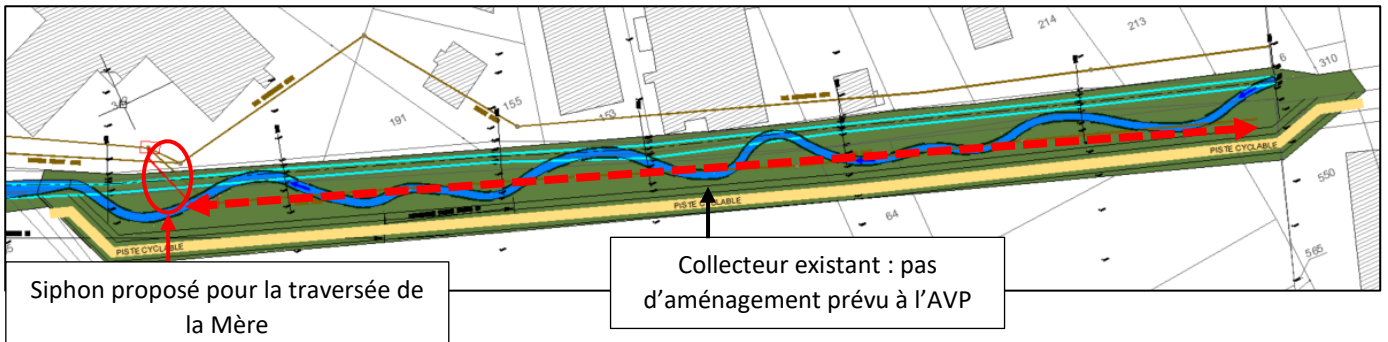 214
213
6
310
155
153
191
PISTE CYCLABLE
550
PISTE CYCLABLE
64
PISTE CYCLABLE
565
Siphon proposé pour la traversée de
la Mère
Collecteur existant : pas
d’aménagement prévu à l’AVP